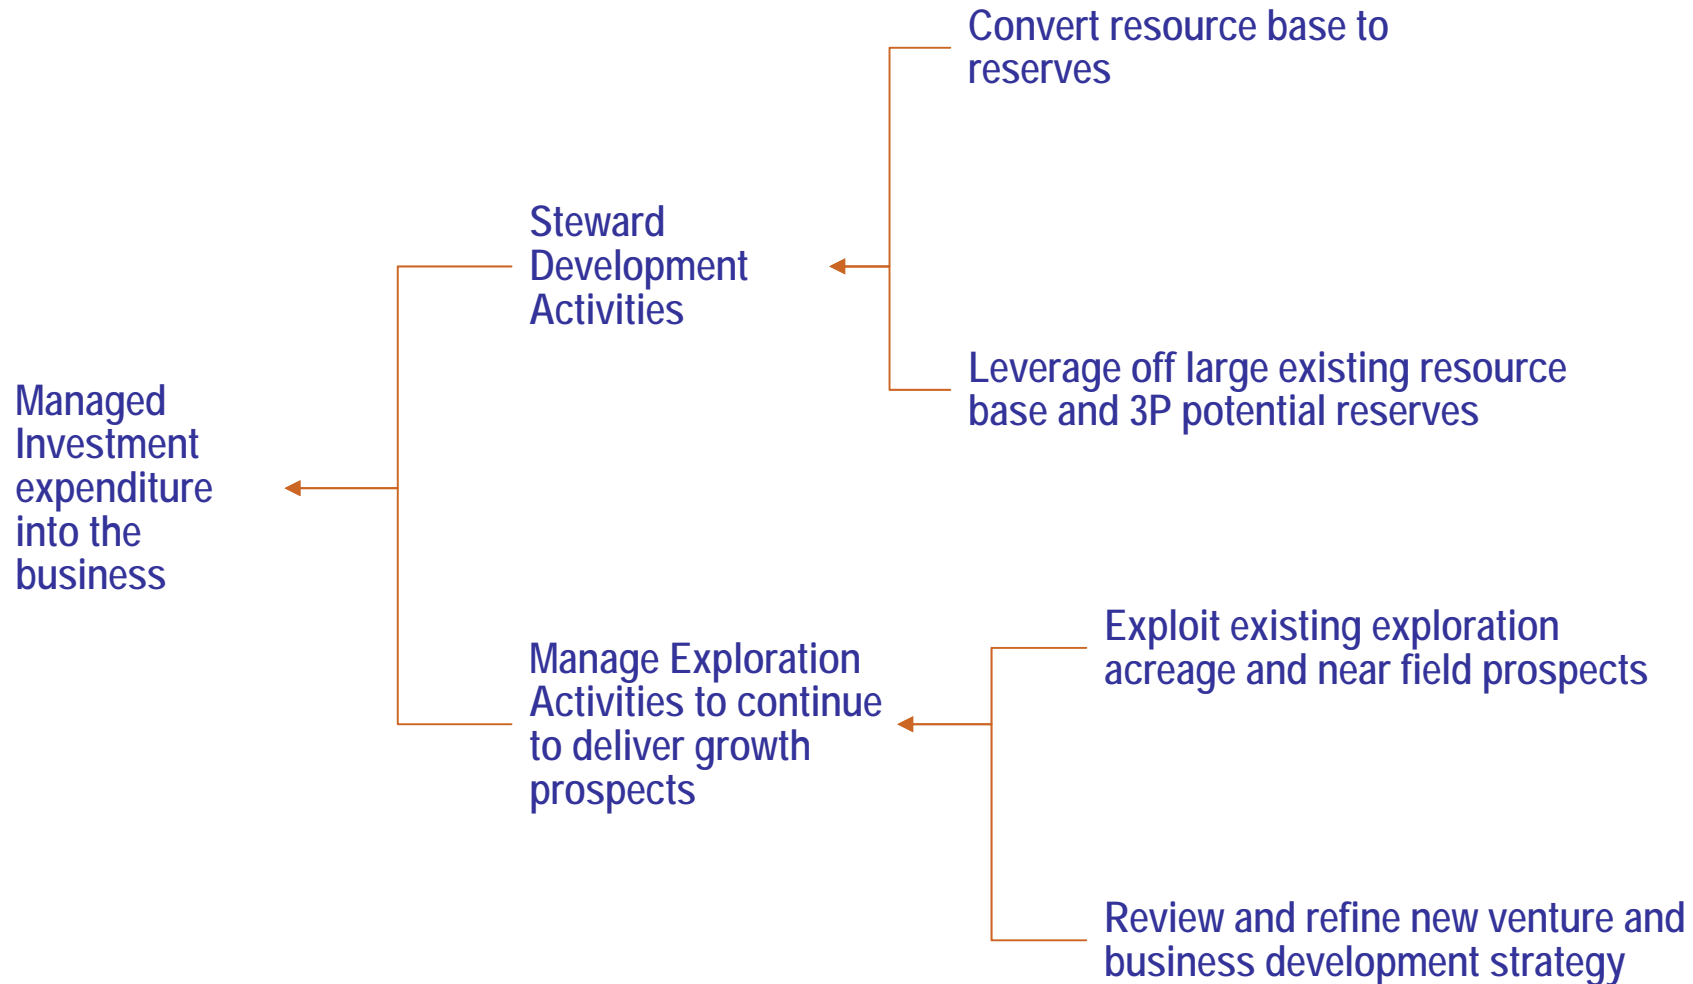 Convert resource base to
reserves
Steward
Development
Activities
Leverage off large existing resource
base and 3P potential reserves
Managed
Investment
expenditure
into the
business
Manage Exploration
Activities to continue
to deliver growth
prospects
Exploit existing exploration
acreage and near field prospects
Review and refine new venture and
business development strategy